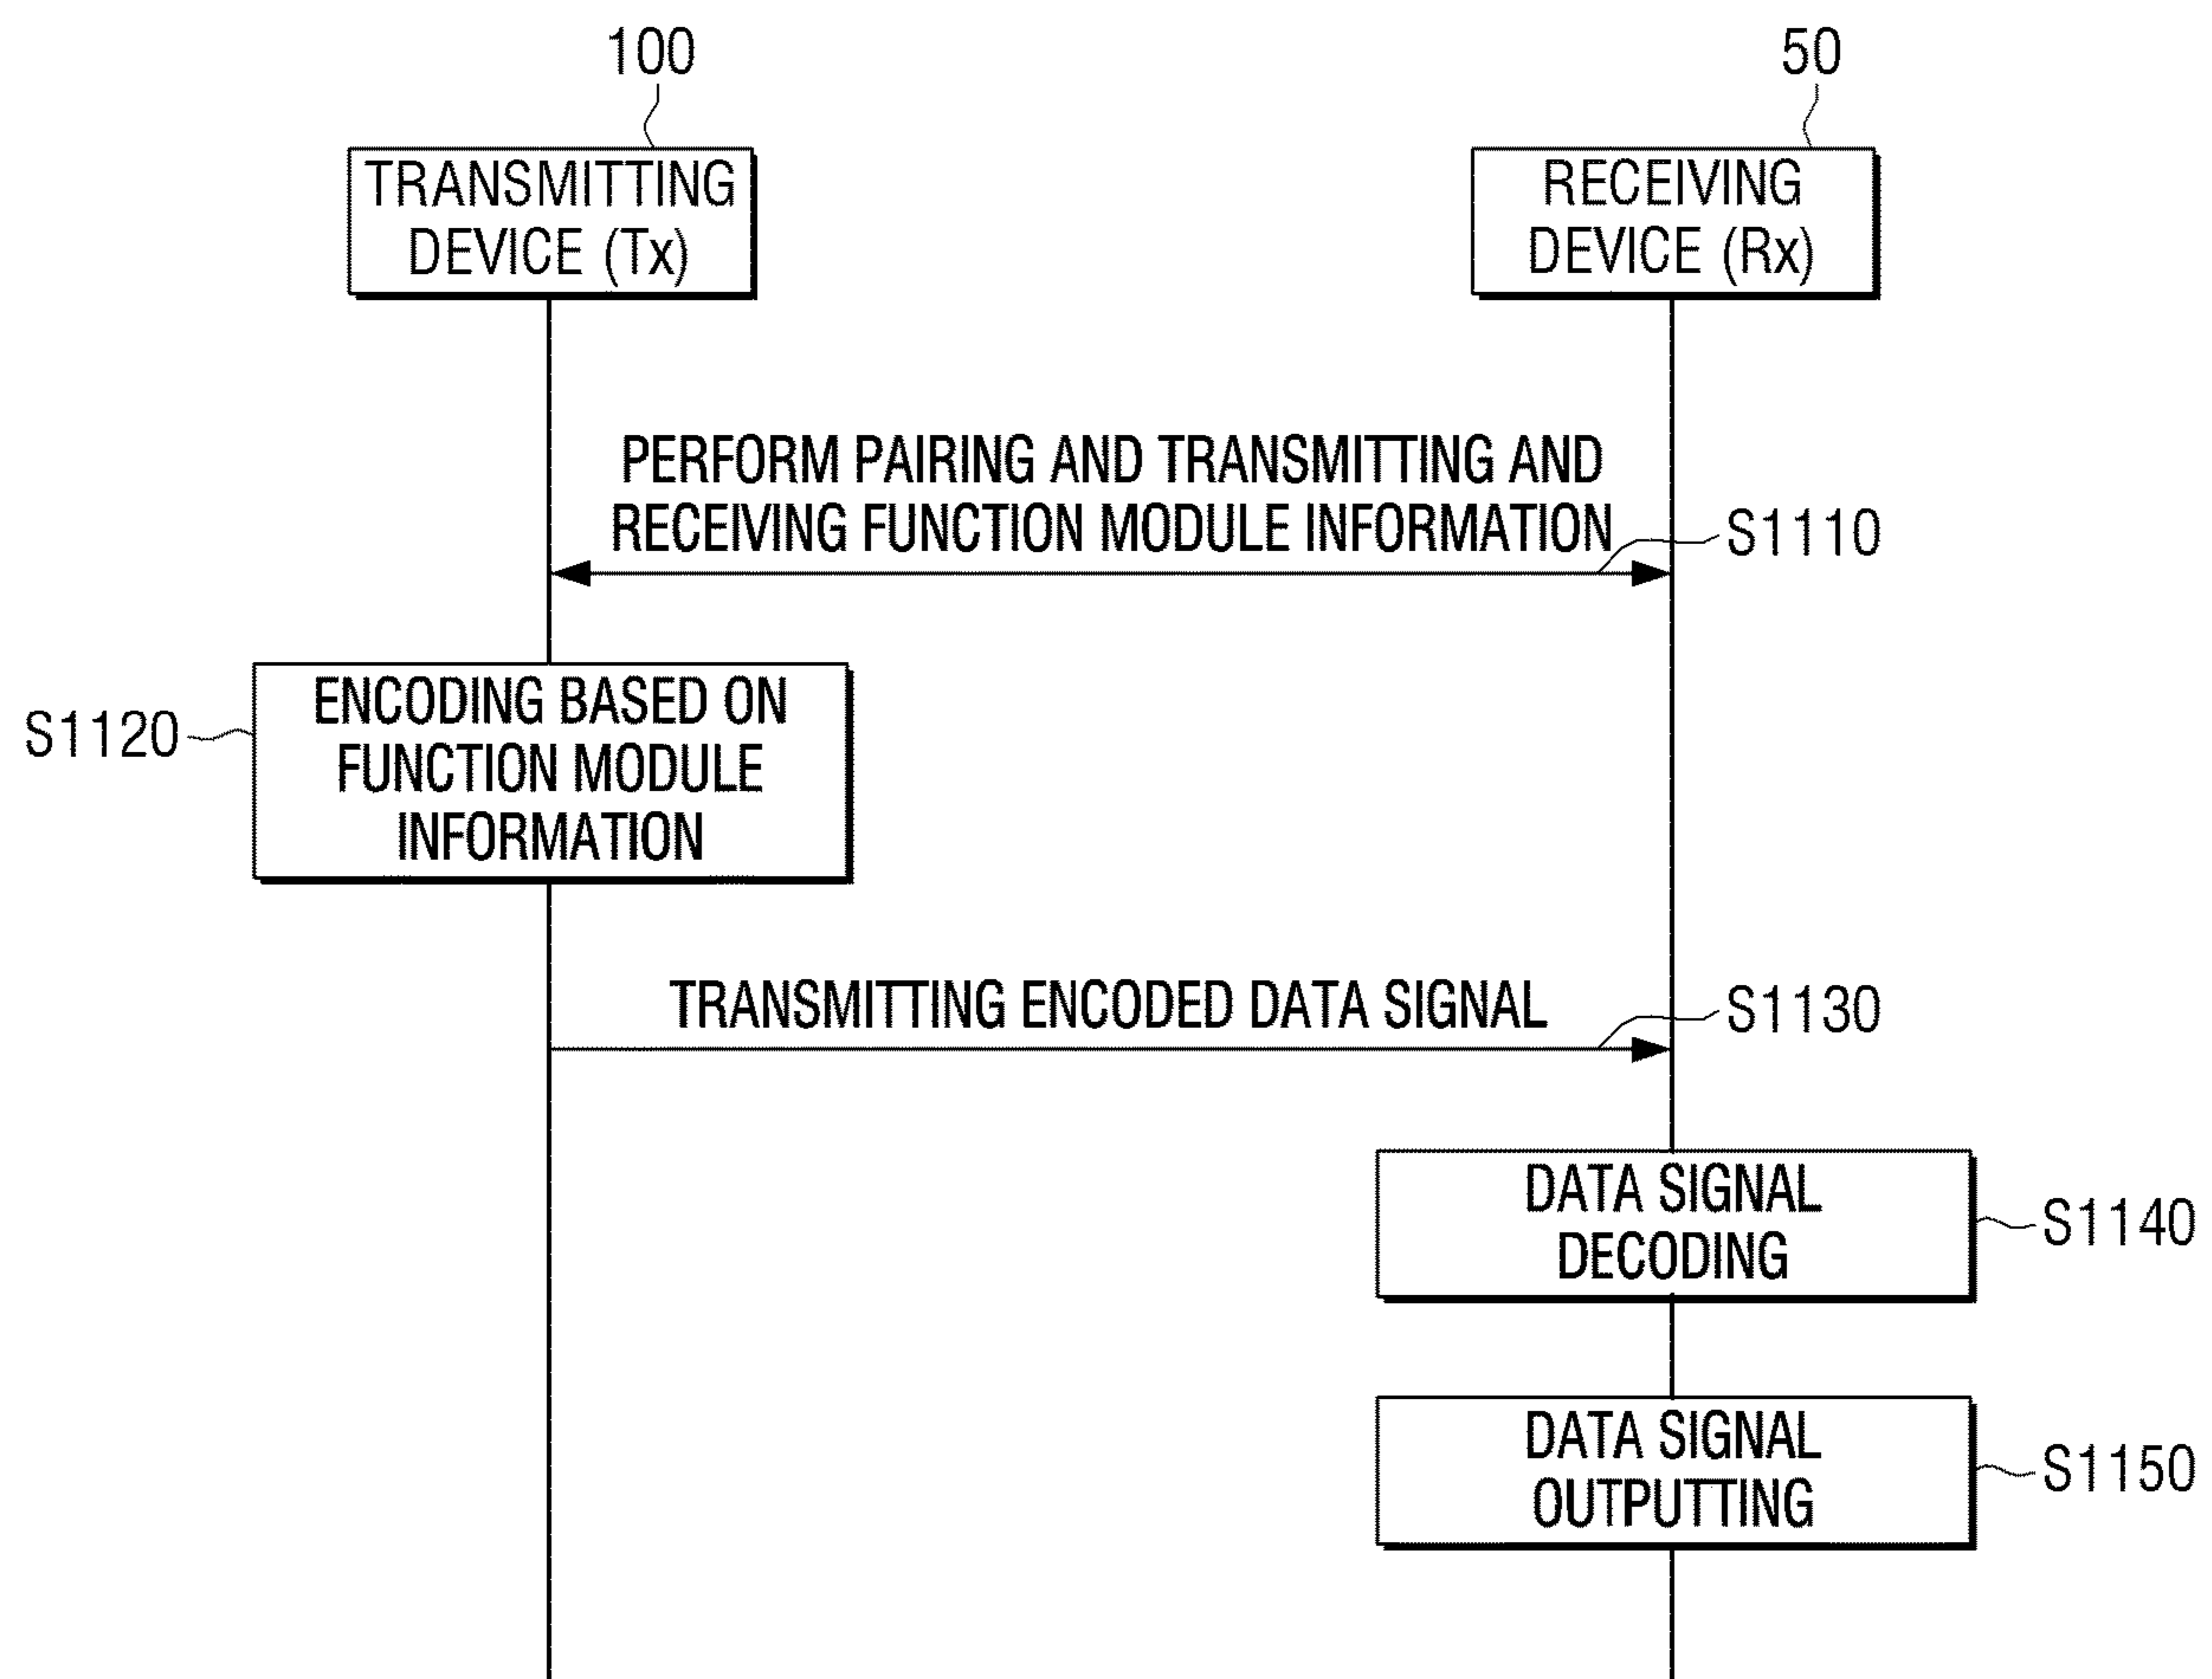 100
50
TRANSMITTING
DEVICE (Tx)
RECEIVING
DEVICE (Rx)
PERFORM PAIRING AND TRANSMITTING AND
RECEIVING FUNCTION MODULE INFORMATION
S1110
S1120
ENCODING BASED ON
FUNCTION MODULE
INFORMATION
TRANSMITTING ENCODED DATA SIGNAL
S1130
DATA SIGNAL
DECODING
S1140
DATA SIGNAL
OUTPUTTING
S1150